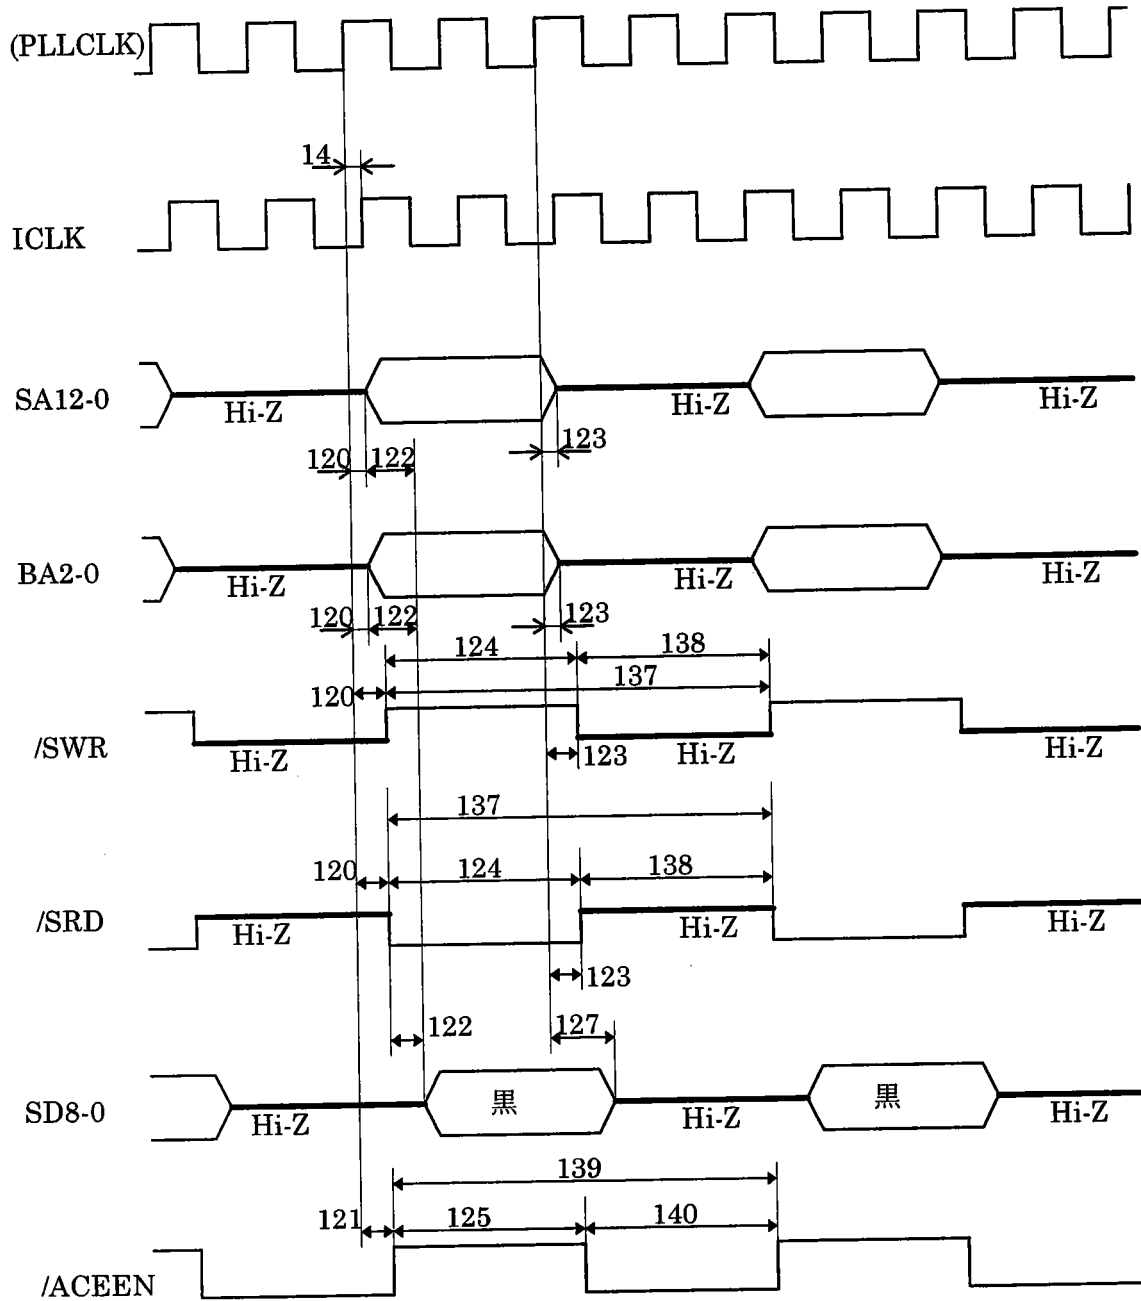 (PLLCLK)
14
ICLK
SA12-0
Hi-Z
Hi-Z
Hi-Z
120
122
123
BA2-0
Hi-Z
Hi-Z
Hi-Z
120
122
123
124
138
120
137
/SWR
Hi-Z
123
Hi-Z
Hi-Z
137
120
124
138
/SRD
Hi-Z
Hi-Z
Hi-Z
123
122
127
SD8-0
Hi-Z
黒
Hi-Z
黒
Hi-Z
139
121
125
140
/ACEEN